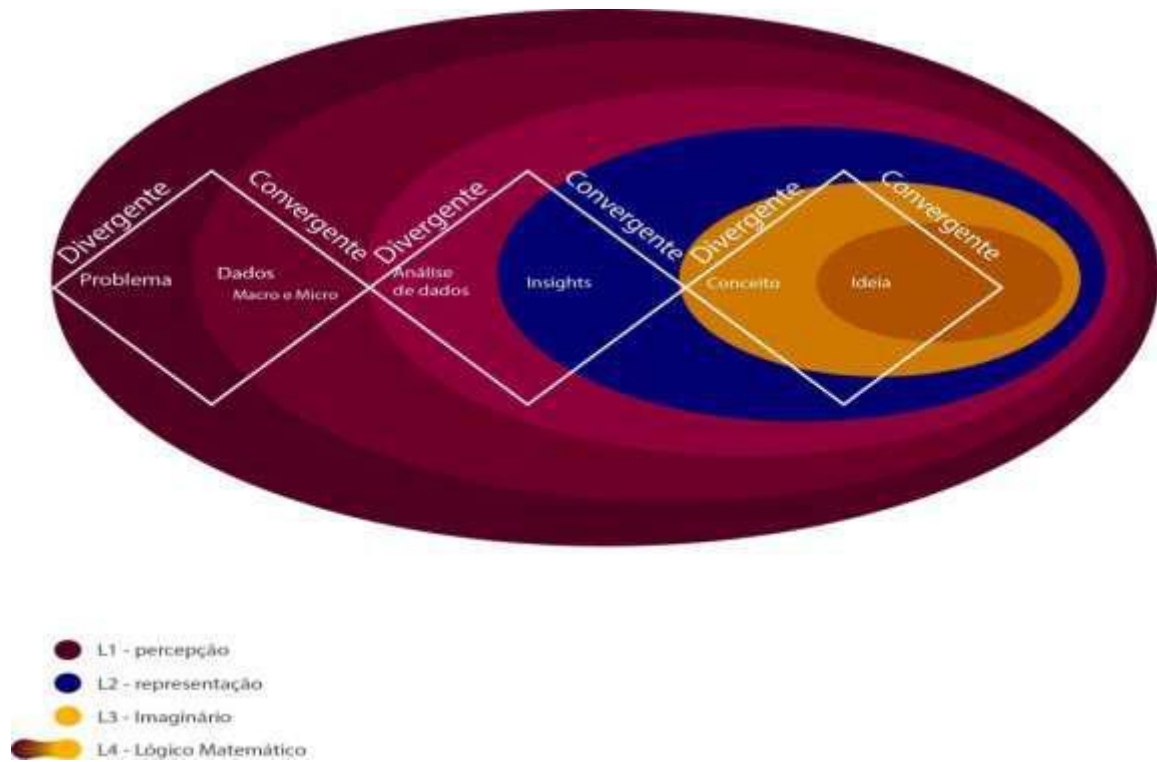 Divergente
Convergente
Divergente
Convergente
Divergente
Convergente
Problema
Dados
Macro e Micro
Análise
de dados
Insights
Conceito
Ideia
L1 - percepção
L2 - representação
L3 - Imaginário
L4 - Lógico Matemático